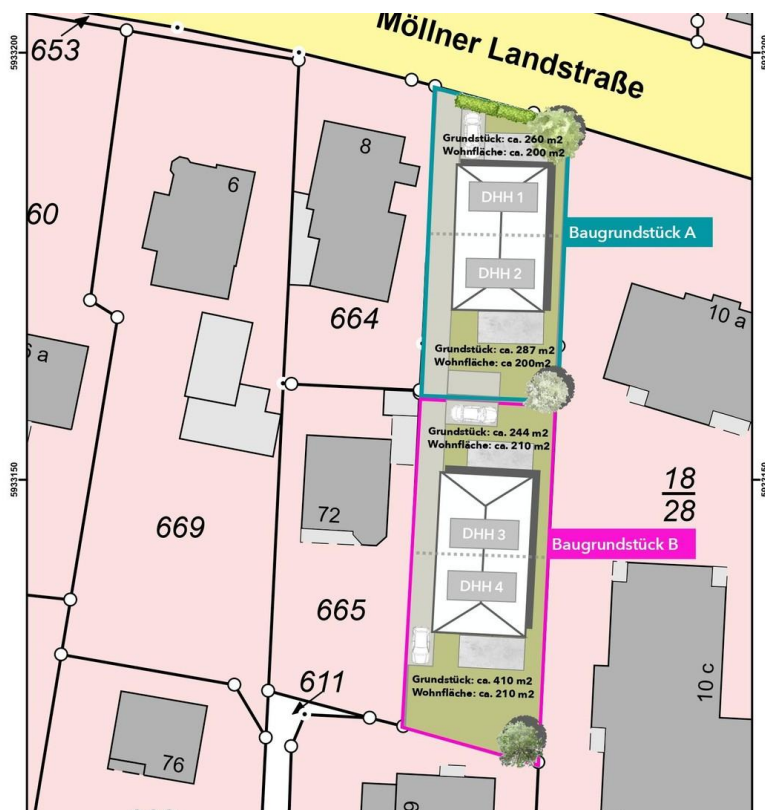 Möllner Landstraße
5933200
5933200
653
8
6
60
Grundstück: ca. 260 m2
Wohnfläche: ca. 200 m2
DHH 1
Baugrundstück A
DHH 2
664
10 a
6 a
Grundstück: ca. 287 m2
Wohnfläche: ca 200m2
Grundstück: ca. 244 m2
Wohnfläche: ca. 210 m2
5933150
5933150
18
28
72
669
DHH 3
Baugrundstück B
DHH 4
665
611
Grundstück: ca. 410 m2
Wohnfläche: ca. 210 m2
10 c
76